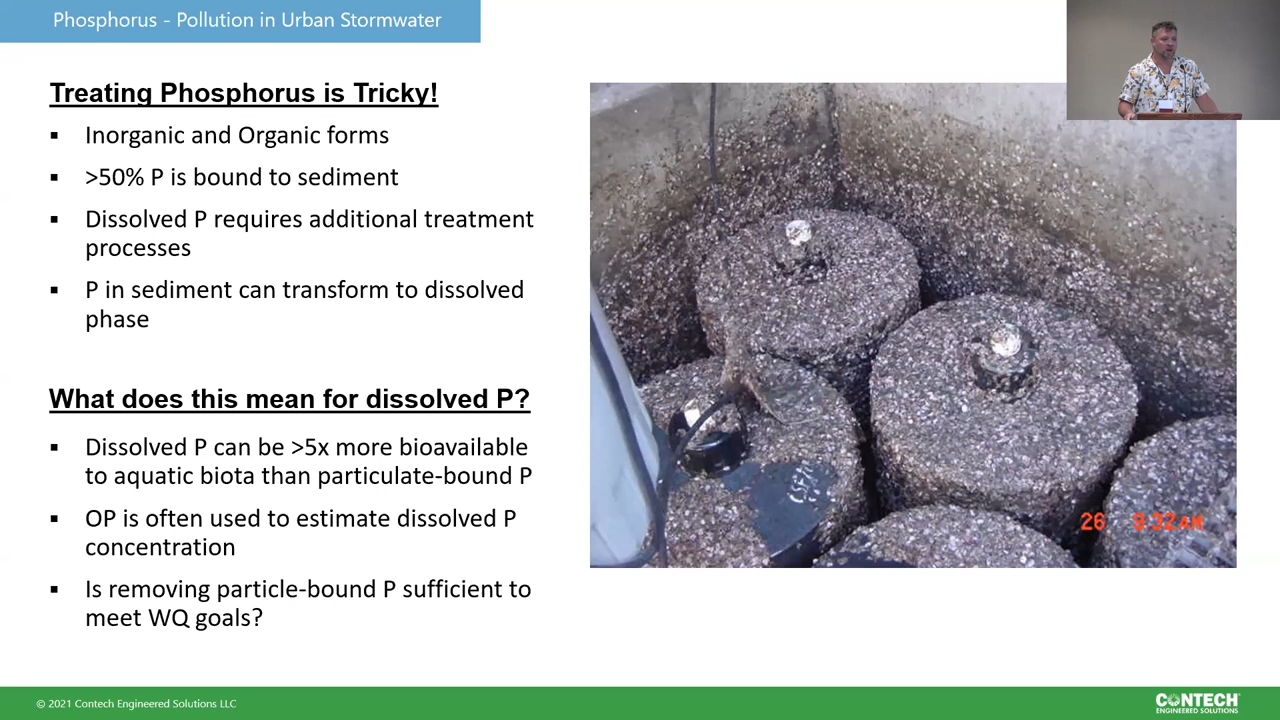 Phosphorus - Pollution in Urban Stormwater
Treating Phosphorus is Tricky!
▪ Inorganic and Organic forms
▪ >50% P is bound to sediment
▪ Dissolved P requires additional treatment
processes
▪ P in sediment can transform to dissolved
phase
What does this mean for dissolved P?
▪ Dissolved P can be >5x more bioavailable
to aquatic biota than particulate-bound P
▪ OP is often used to estimate dissolved P
concentration
▪ Is removing particle-bound P sufficient to
meet WQ goals?
26 9:32AM
© 2021 Contech Engineered Solutions LLC
CONTECH
ENGINEERED SOLUTIONS